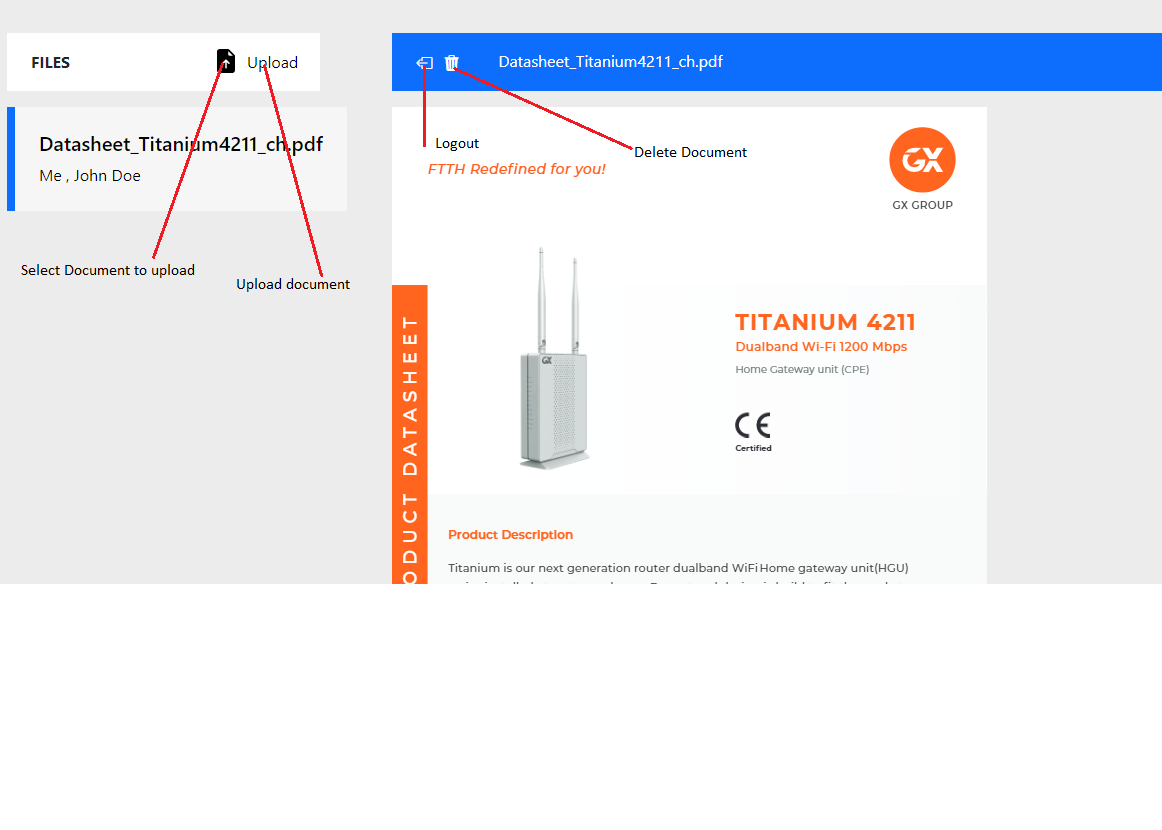 FILES
Upload
Datasheet_Titanium4211_ch.pdf
Datasheet_Titanium4211_ch.pdf
Me , John Doe
Select Document to upload
Upload document
Logout
Delete Document
FTTH Redefined for you!
GX
GX GROUP
GX
TITANIUM 4211
Dualband Wi-Fi 1200 Mbps
Home Gateway unit (CPE)
CE
Certified
ODUCT DATASHEET
Product Description
Titanium is our next generation router dualband WiFi Home gateway unit(HGU)